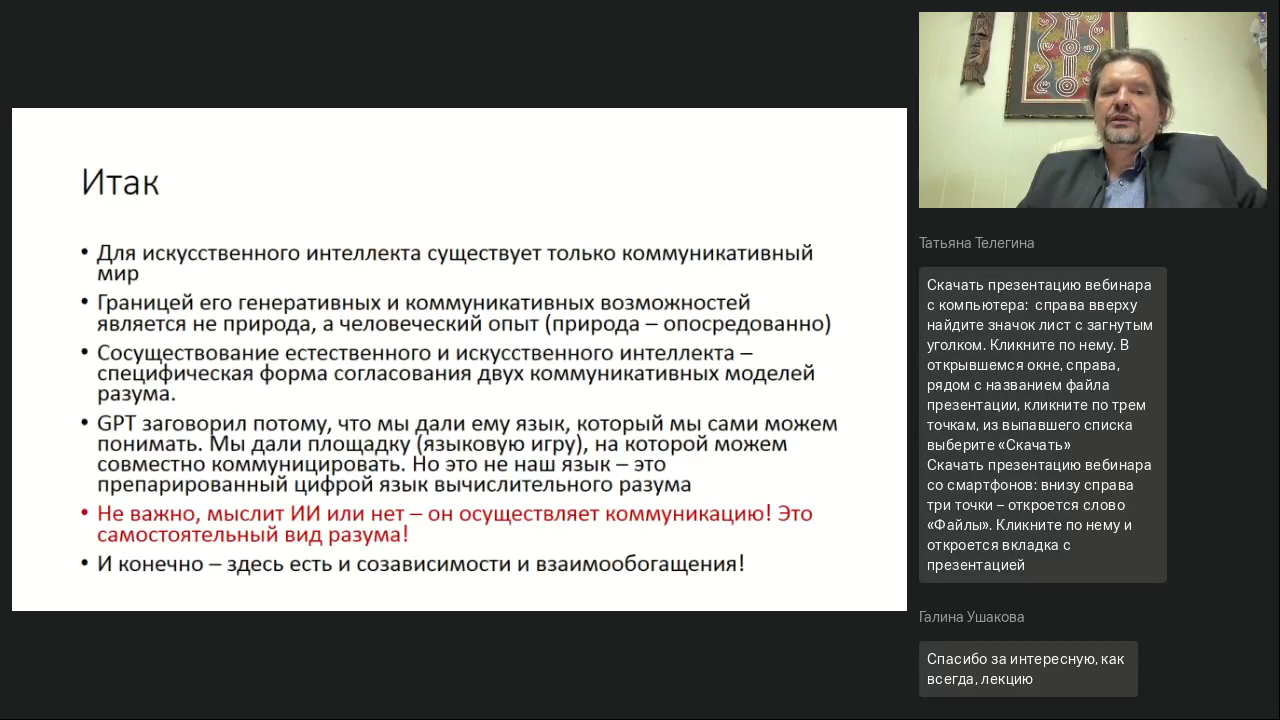 Итак
• Для искусственного интеллекта существует только коммуникативный
мир
• Границей его генеративных и коммуникативных возможностей
является не природа, а человеческий опыт (природа – опосредованно)
• Сосуществование естественного и искусственного интеллекта –
специфическая форма согласования двух коммуникативных моделей
разума.
• GPT заговорил потому, что мы дали ему язык, который мы сами можем
понимать. Мы дали площадку (языковую игру), на которой можем
совместно коммуницировать. Но это не наш язык – это
препарированный цифрой язык вычислительного разума
• Не важно, мыслит ИИ или нет – он осуществляет коммуникацию! Это
самостоятельный вид разума!
• И конечно – здесь есть и созависимости и взаимообогащения!
Татьяна Телегина
Скачать презентацию вебинара
с компьютера: справа вверху
найдите значок лист с загнутым
уголком. Кликните по нему. В
открывшемся окне, справа,
рядом с названием файла
презентации, кликните по трем
точкам, из выпавшего списка
выберите «Скачать»
Скачать презентацию вебинара
со смартфонов: внизу справа
три точки – откроется слово
«Файлы». Кликните по нему и
откроется вкладка с
презентацией
Галина Ушакова
Спасибо за интересную, как
всегда, лекцию